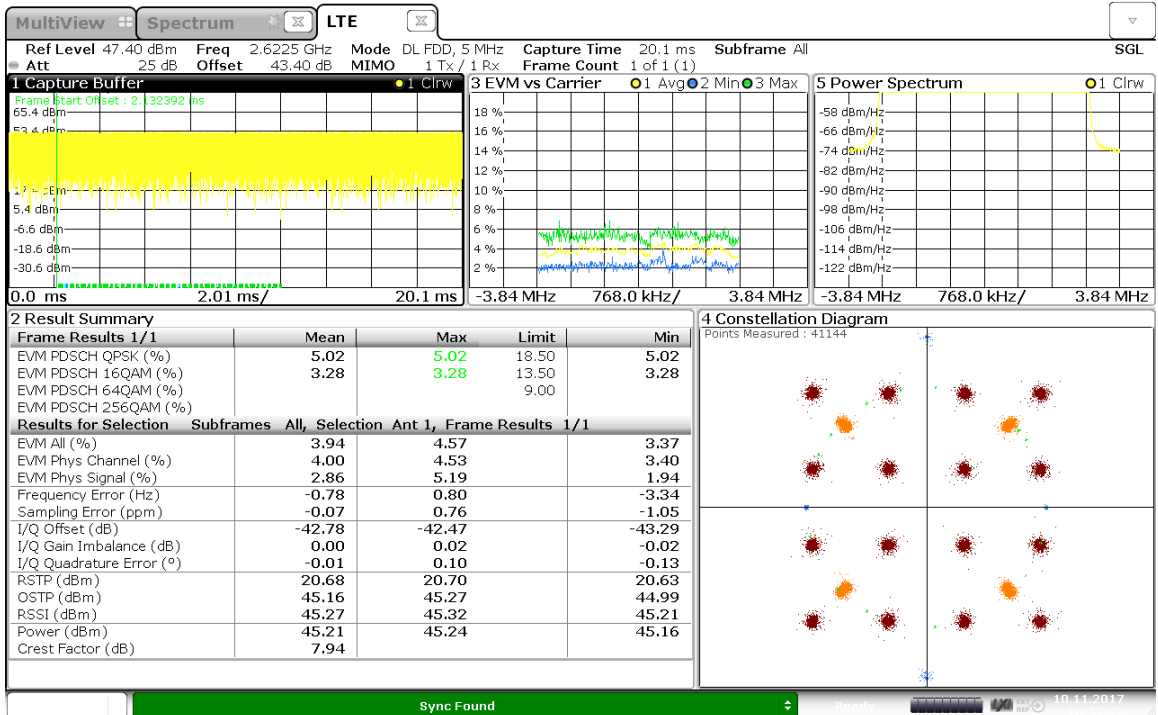 MultiView Spectrum LTE
Ref Level 47.40 dBm Freq 2.6225 GHz Mode DL FDD, 5 MHz Capture Time 20.1 ms Subframe All SGL
Att 25 dB Offset 43.40 dB MIMO 1 Tx / 1 Rx Frame Count 1 of 1 (1)
1 Capture Buffer 1 Clrw
Frame Start Offset : 2.132392 ms
65.4 dBm
53.4 dBm
5.4 dBm
-6.6 dBm
-18.6 dBm
-30.6 dBm
0.0 ms 2.01 ms/ 20.1 ms
3 EVM vs Carrier 1 Avg 2 Min 3 Max
18 %
16 %
14 %
12 %
10 %
8 %
6 %
4 %
2 %
-3.84 MHz 768.0 kHz/ 3.84 MHz
5 Power Spectrum 1 Clrw
-58 dBm/Hz
-66 dBm/Hz
-74 dBm/Hz
-82 dBm/Hz
-90 dBm/Hz
-98 dBm/Hz
-106 dBm/Hz
-114 dBm/Hz
-122 dBm/Hz
-3.84 MHz 768.0 kHz/ 3.84 MHz
2 Result Summary
Frame Results 1/1 Mean Max Limit Min
EVM PDSCH QPSK (%) 5.02 5.02 18.50 5.02
EVM PDSCH 16QAM (%) 3.28 3.28 13.50 3.28
EVM PDSCH 64QAM (%) 9.00
EVM PDSCH 256QAM (%)
Results for Selection Subframes All, Selection Ant 1, Frame Results 1/1
EVM All (%) 3.94 4.57 3.37
EVM Phys Channel (%) 4.00 4.53 3.40
EVM Phys Signal (%) 2.86 5.19 1.94
Frequency Error (Hz) -0.78 0.80 -3.34
Sampling Error (ppm) -0.07 0.76 -1.05
I/Q Offset (dB) -42.78 -42.47 -43.29
I/Q Gain Imbalance (dB) 0.00 0.02 -0.02
I/Q Quadrature Error (°) -0.01 0.10 -0.13
RSTP (dBm) 20.68 20.70 20.63
OSTP (dBm) 45.16 45.27 44.99
RSSI (dBm) 45.27 45.32 45.21
Power (dBm) 45.21 45.24 45.16
Crest Factor (dB) 7.94
4 Constellation Diagram
Points Measured : 41144
Sync Found
Ready
10.11.2017